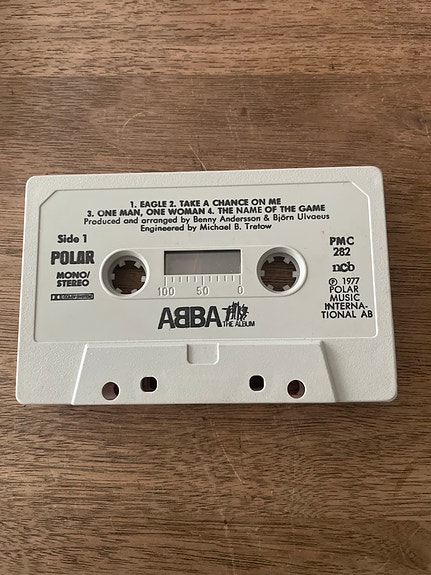 1. EAGLE 2. TAKE A CHANCE ON ME
3. ONE MAN, ONE WOMAN 4. THE NAME OF THE GAME
Produced and arranged by Benny Andersson & Björn Ulvaeus
Engineered by Michael B. Tretow
Side 1
POLAR
MONO/
STEREO
100 50 0
ABBA
THE ALBUM
PMC
282
ncb
Ⓟ 1977
POLAR
MUSIC
INTERNA-
TIONAL AB